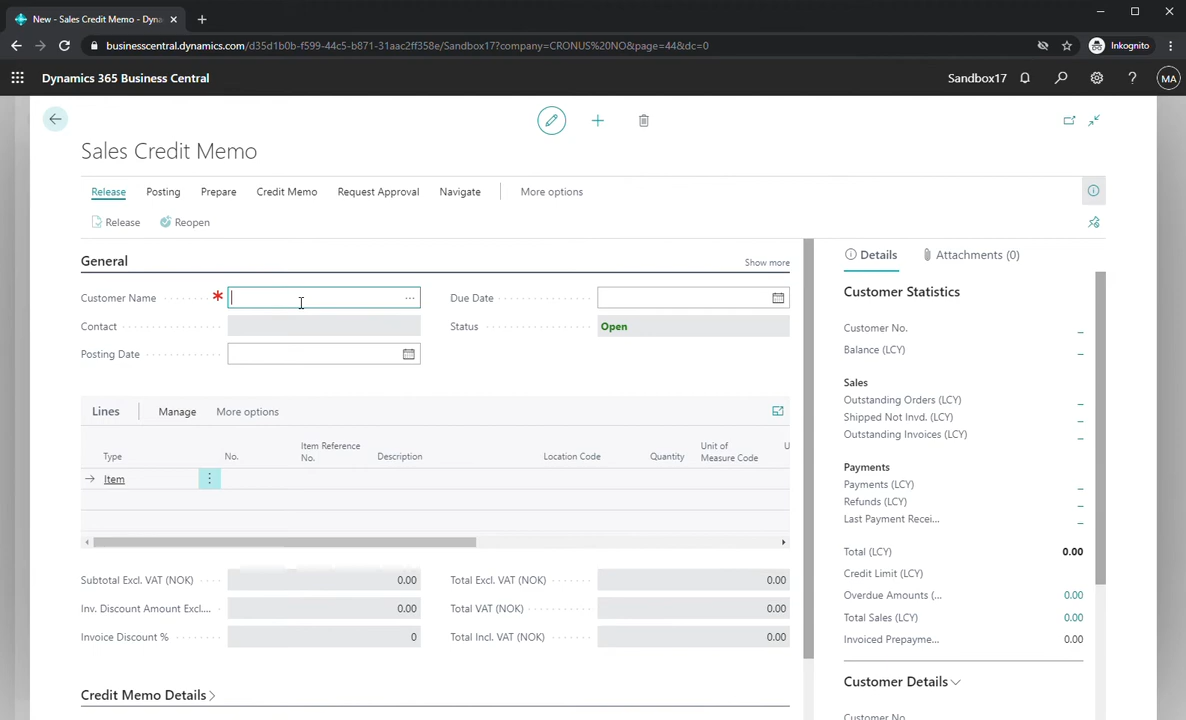 New - Sales Credit Memo - Dyna
businesscentral.dynamics.com/d35d1b0b-f599-44c5-b871-31aac2ff358e/Sandbox17?company=CRONUS%20NO&page=44&dc=0
Inkognito
Dynamics 365 Business Central
Sandbox17
MA
Sales Credit Memo
Release Posting Prepare Credit Memo Request Approval Navigate More options
Release Reopen
General
Show more
Customer Name
Due Date
Contact
Status
Open
Posting Date
Lines Manage More options
Type
No.
Item Reference No.
Description
Location Code
Quantity
Unit of Measure Code
U
Item
Subtotal Excl. VAT (NOK) 0.00
Total Excl. VAT (NOK) 0.00
Inv. Discount Amount Excl.... 0.00
Total VAT (NOK) 0.00
Invoice Discount % 0
Total Incl. VAT (NOK) 0.00
Credit Memo Details
Details Attachments (0)
Customer Statistics
Customer No. _
Balance (LCY) _
Sales
Outstanding Orders (LCY) _
Shipped Not Invd. (LCY) _
Outstanding Invoices (LCY) _
Payments
Payments (LCY) _
Refunds (LCY) _
Last Payment Recei... _
Total (LCY) 0.00
Credit Limit (LCY)
Overdue Amounts (... 0.00
Total Sales (LCY) 0.00
Invoiced Prepayme... 0.00
Customer Details
Customer No.